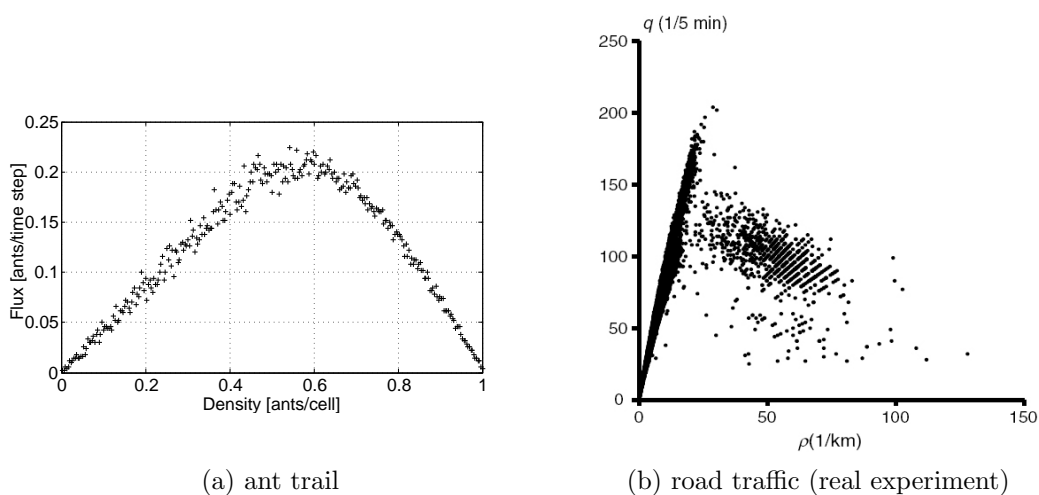 Flux [ants/time step]
0.25
0.2
0.15
0.1
0.05
0
0 0.2 0.4 0.6 0.8 1
Density [ants/cell]
(a) ant trail
q (1/5 min)
250
200
150
100
50
0
0 50 100 150
ρ(1/km)
(b) road traffic (real experiment)